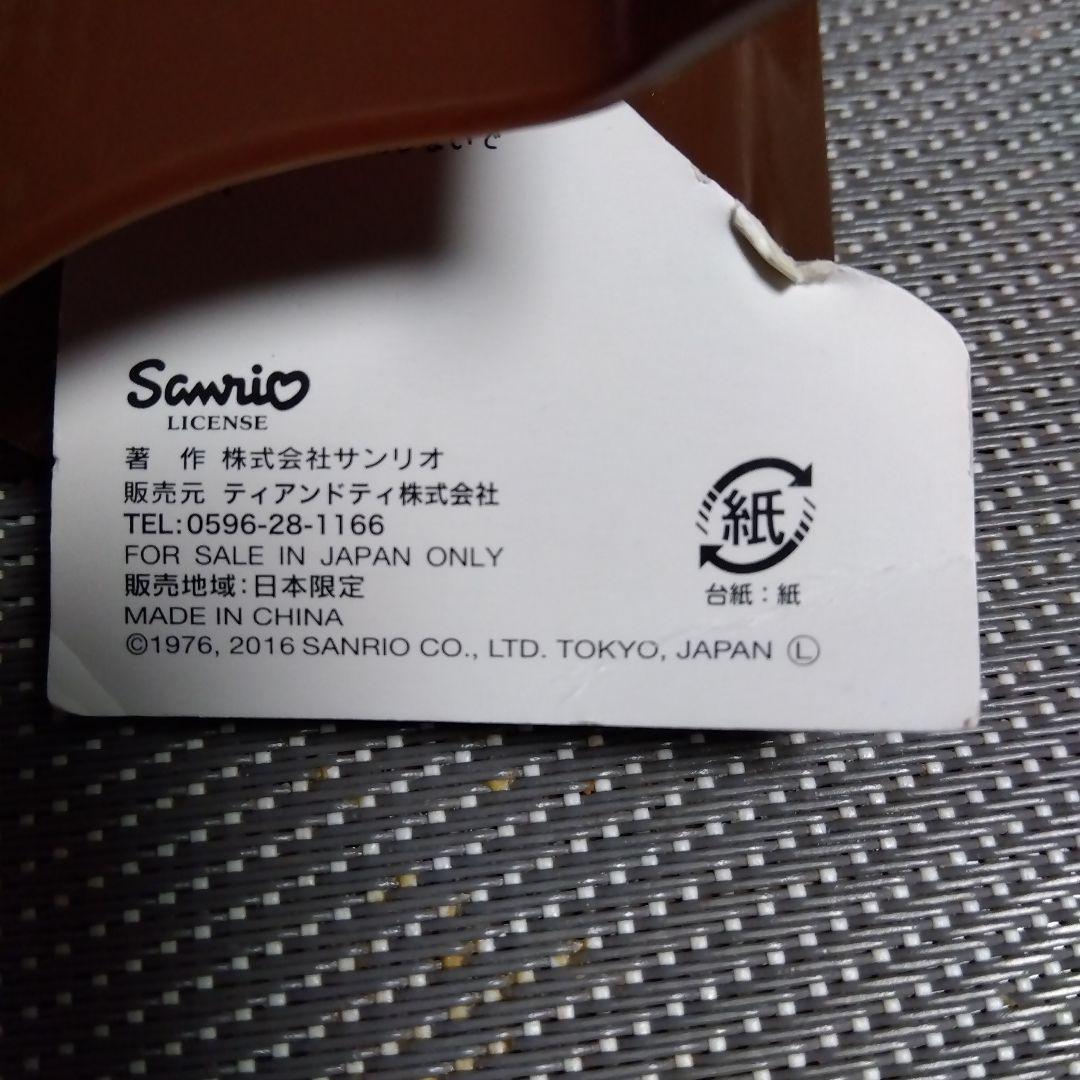 ないで
Sanrio
LICENSE
著 作 株式会社サンリオ
販売元 ティアンドティ株式会社
TEL:0596-28-1166
FOR SALE IN JAPAN ONLY
販売地域:日本限定
MADE IN CHINA
©1976, 2016 SANRIO CO., LTD. TOKYO, JAPAN Ⓛ
紙
台紙:紙